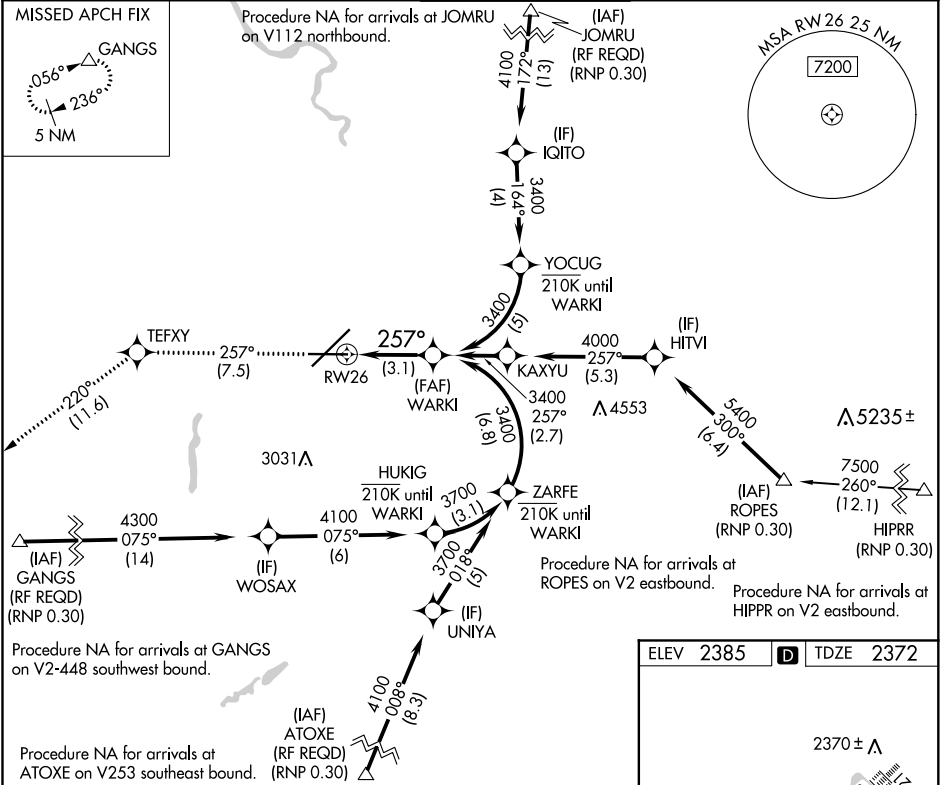 MISSED APCH FIX
GANGS
056°
236°
5 NM
Procedure NA for arrivals at JOMRU
on V112 northbound.
(IAF)
JOMRU
(RF REQD)
(RNP 0.30)
4100
172°
(13)
MSA RW 26 25 NM
7200
(IF)
IQITO
3400
164°
(4)
YOCUG
210K until
WARKI
3400
(5)
TEFXY
257°
(7.5)
RW26
257°
(3.1)
(FAF)
WARKI
KAXYU
4000
257°
(5.3)
(IF)
HITVI
3400
257°
(2.7)
4553
5235±
220°
(11.6)
3400
(6.8)
5400
300°
(6.4)
3031
HUKIG
210K until
WARKI
3700
(3.1)
ZARFE
210K until
WARKI
(IAF)
ROPES
(RNP 0.30)
7500
260°
(12.1)
HIPRR
(RNP 0.30)
4300
075°
(14)
4100
075°
(6)
(IAF)
GANGS
(RF REQD)
(RNP 0.30)
(IF)
WOSAX
3700
018°
(5)
(IF)
UNIYA
Procedure NA for arrivals at
ROPES on V2 eastbound.
Procedure NA for arrivals at
HIPPR on V2 eastbound.
Procedure NA for arrivals at GANGS
on V2-448 southwest bound.
4100
008°
(8.3)
(IAF)
ATOXE
(RF REQD)
(RNP 0.30)
Procedure NA for arrivals at
ATOXE on V253 southeast bound.
ELEV 2385 D TDZE 2372
2370±
21